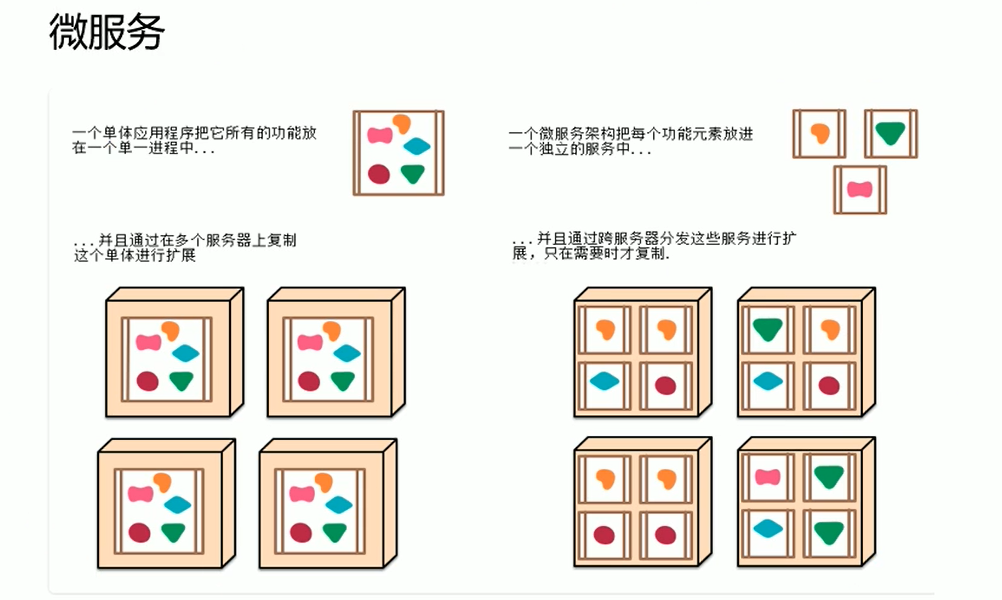 微服务
一个单体应用程序把它所有的功能放
在一个单一进程中...
一个微服务架构把每个功能元素放进
一个独立的服务中...
...并且通过在多个服务器上复制
这个单体进行扩展
...并且通过跨服务器分发这些服务进行扩
展，只在需要时才复制.